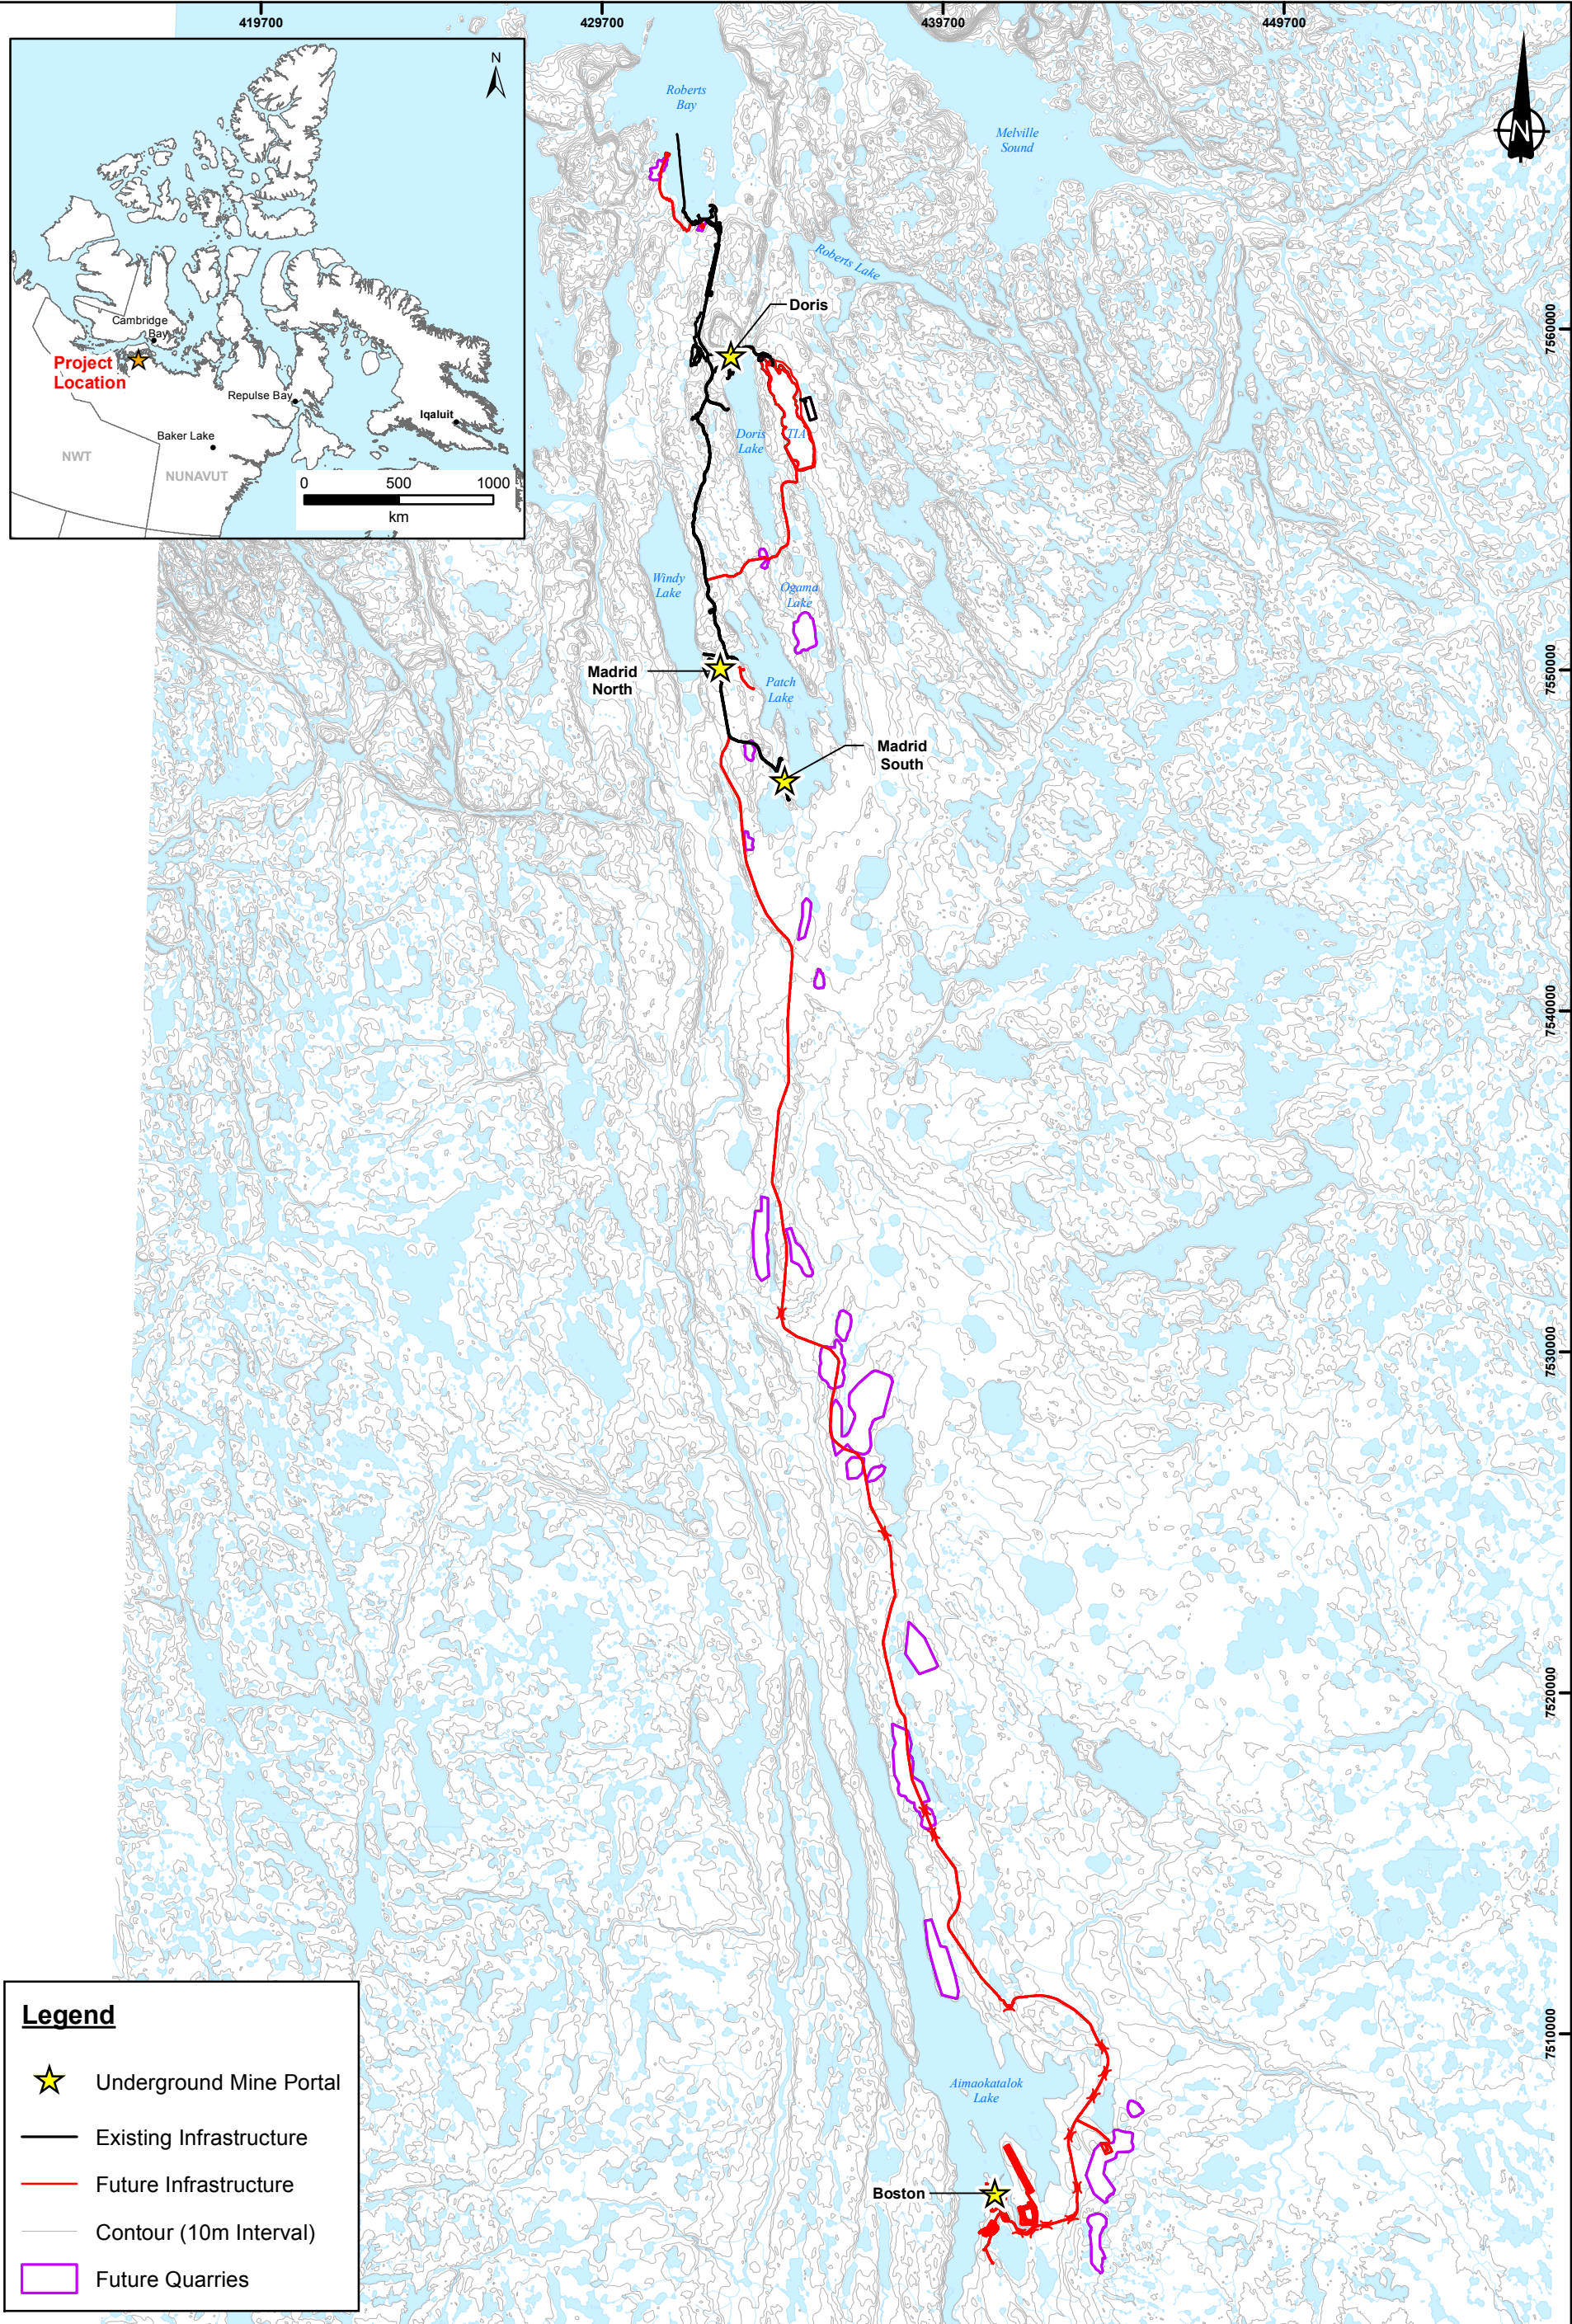 419700
429700
439700
449700
N
Cambridge
Bay
Project
Location
Repulse Bay
Iqaluit
Baker Lake
NWT
NUNAVUT
0 500 1000
km
Roberts
Bay
Melville
Sound
N
Roberts Lake
Doris
7560000
Doris
Lake
TIA
Windy
Lake
Ogama
Lake
Madrid
North
Patch
Lake
7550000
Madrid
South
7540000
7530000
7520000
7510000
Aimaokatalok
Lake
Boston
Legend
Underground Mine Portal
Existing Infrastructure
Future Infrastructure
Contour (10m Interval)
Future Quarries